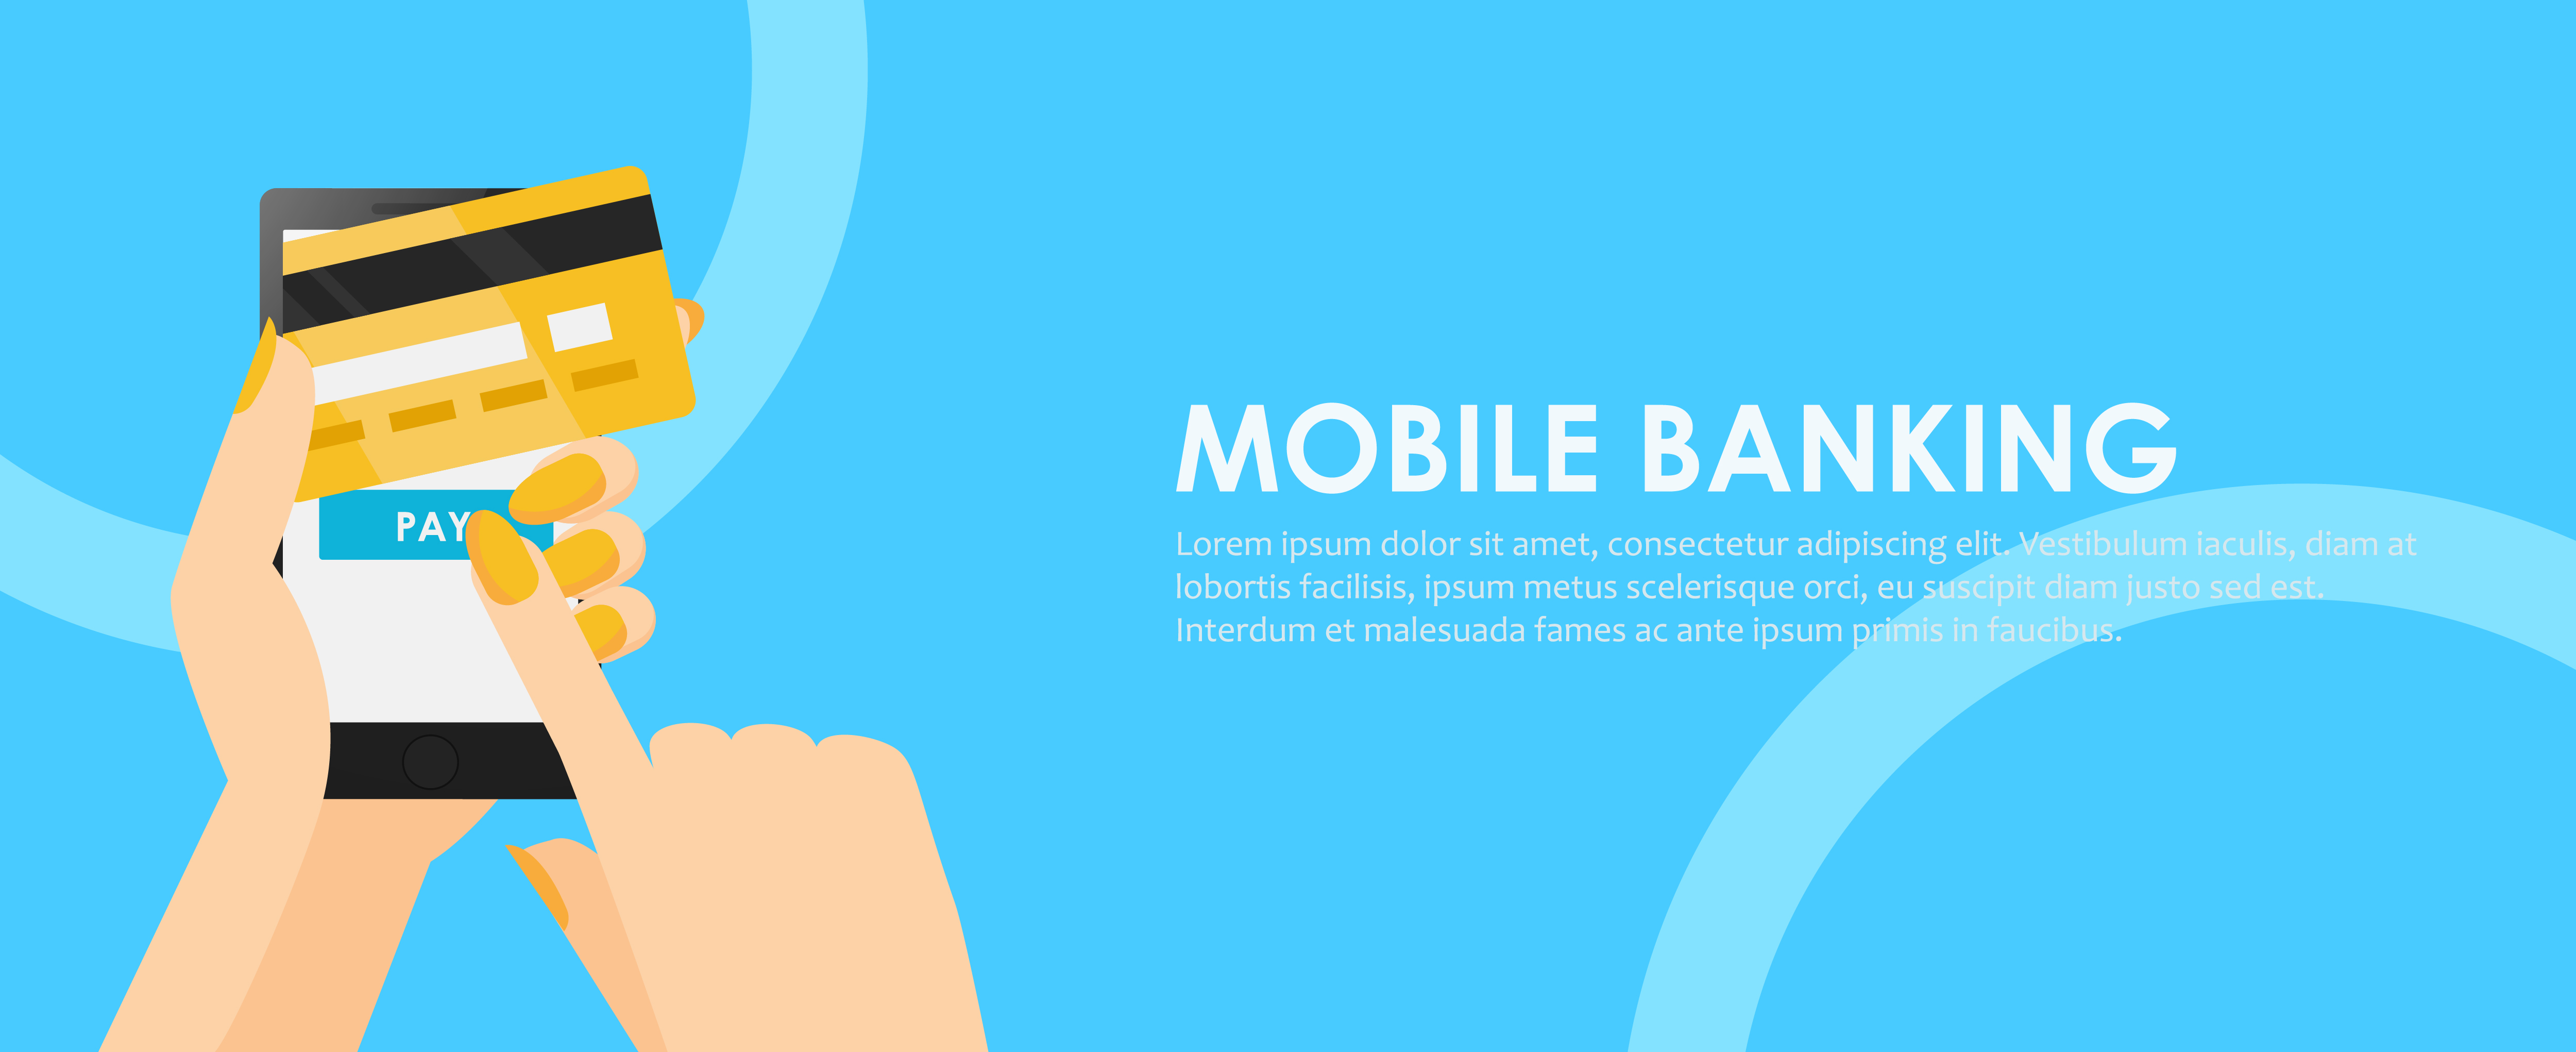 PAY
MOBILE BANKING
Lorem ipsum dolor sit amet, consectetur adipiscing elit. Vestibulum iaculis, diam at
lobortis facilisis, ipsum metus scelerisque orci, eu suscipit diam justo sed est.
Interdum et malesuada fames ac ante ipsum primis in faucibus.